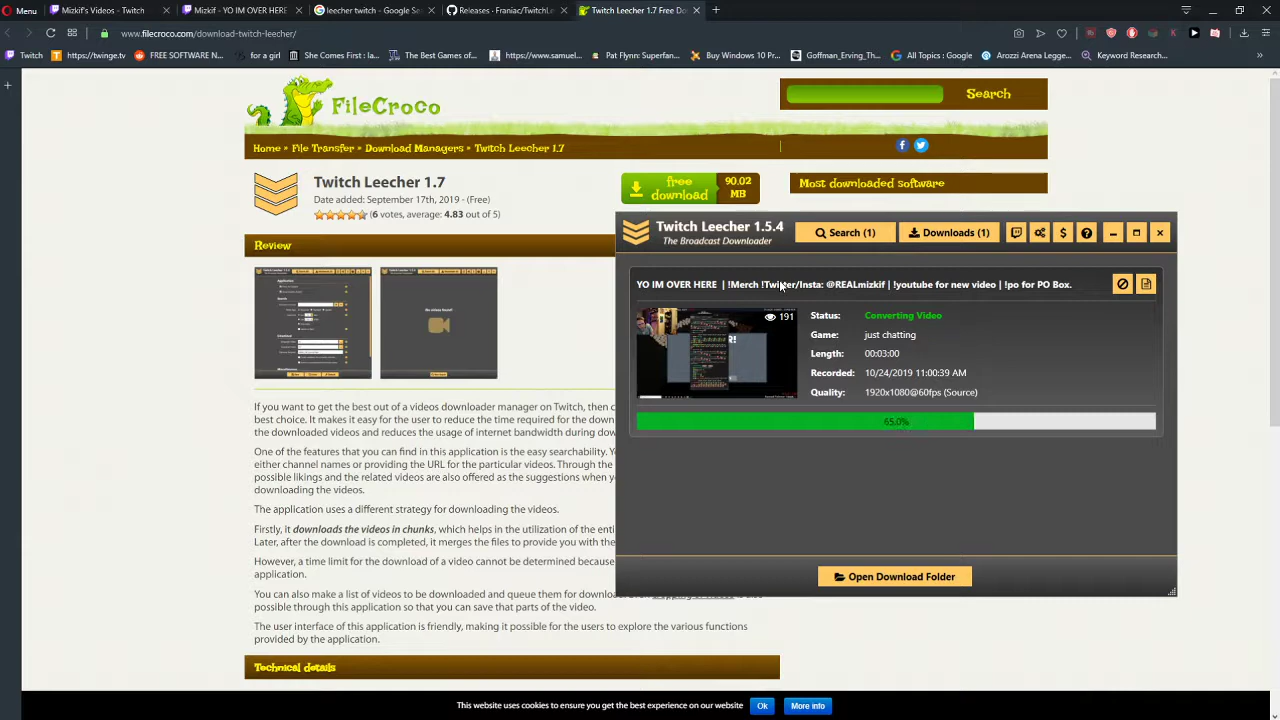 Menu
Mizkif's Videos - Twitch
Mizkif - YO IM OVER HERE
leecher twitch - Google Se
Releases · Franiac/TwitchLe
Twitch Leecher 1.7 Free Do
www.filecroco.com/download-twitch-leecher/
Twitch
https://twinge.tv
FREE SOFTWARE N...
for a girl
She Comes First : la...
The Best Games of...
https://www.samuel...
Pat Flynn: Superfan...
Buy Windows 10 Pr...
Goffman_Erving_Th...
All Topics : Google
Arozzi Arena Legge...
Keyword Research...
FileCroco
Search
Home » File Transfer » Download Managers » Twitch Leecher 1.7
Twitch Leecher 1.7
Date added: September 17th, 2019 - (Free)
(6 votes, average: 4.83 out of 5)
free download
90.02 MB
Most downloaded software
Review
Twitch Leecher 1.5.4
The Broadcast Downloader
Search (1)
Downloads (1)
YO IM OVER HERE | !Merch !Twitter/Insta: @REALmizkif | !youtube for new video | !po for PO Box.
191
Status: Converting Video
Game: just chatting
Length: 00:03:00
Recorded: 10/24/2019 11:00:39 AM
Quality: 1920x1080@60fps (Source)
65.0%
Open Download Folder
No videos found!
If you want to get the best out of a videos downloader manager on Twitch, then c
best choice. It makes it easy for the user to reduce the time required for the down
the downloaded videos and reduces the usage of internet bandwidth during dow
One of the features that you can find in this application is the easy searchability. Y
either channel names or providing the URL for the particular videos. Through the
possible likings and the related videos are also offered as the suggestions when y
downloading the videos.
The application uses a different strategy for downloading the videos.
Firstly, it downloads the videos in chunks, which helps in the utilization of the enti
Later, after the download is completed, it merges the files to provide you with the
However, a time limit for the download of a video cannot be determined because
application.
You can also make a list of videos to be downloaded and queue them for downloa
possible through this application so that you can save that parts of the video.
The user interface of this application is friendly, making it possible for the users to explore the various functions
provided by the application.
Technical details
This website uses cookies to ensure you get the best experience on our website
Ok
More info